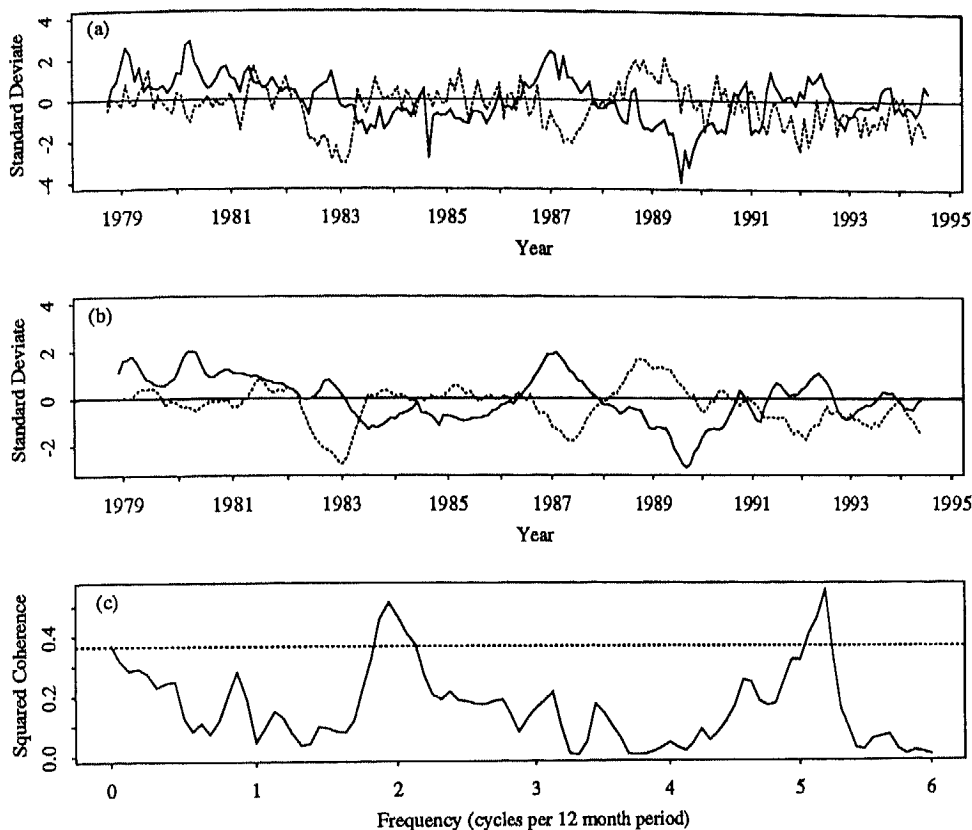 (a)
Standard Deviate
4
2
0
-2
-4
1979 1981 1983 1985 1987 1989 1991 1993 1995
Year
(b)
Standard Deviate
4
2
0
-2
1979 1981 1983 1985 1987 1989 1991 1993 1995
Year
(c)
Squared Coherence
0.4
0.2
0.0
0 1 2 3 4 5 6
Frequency (cycles per 12 month period)